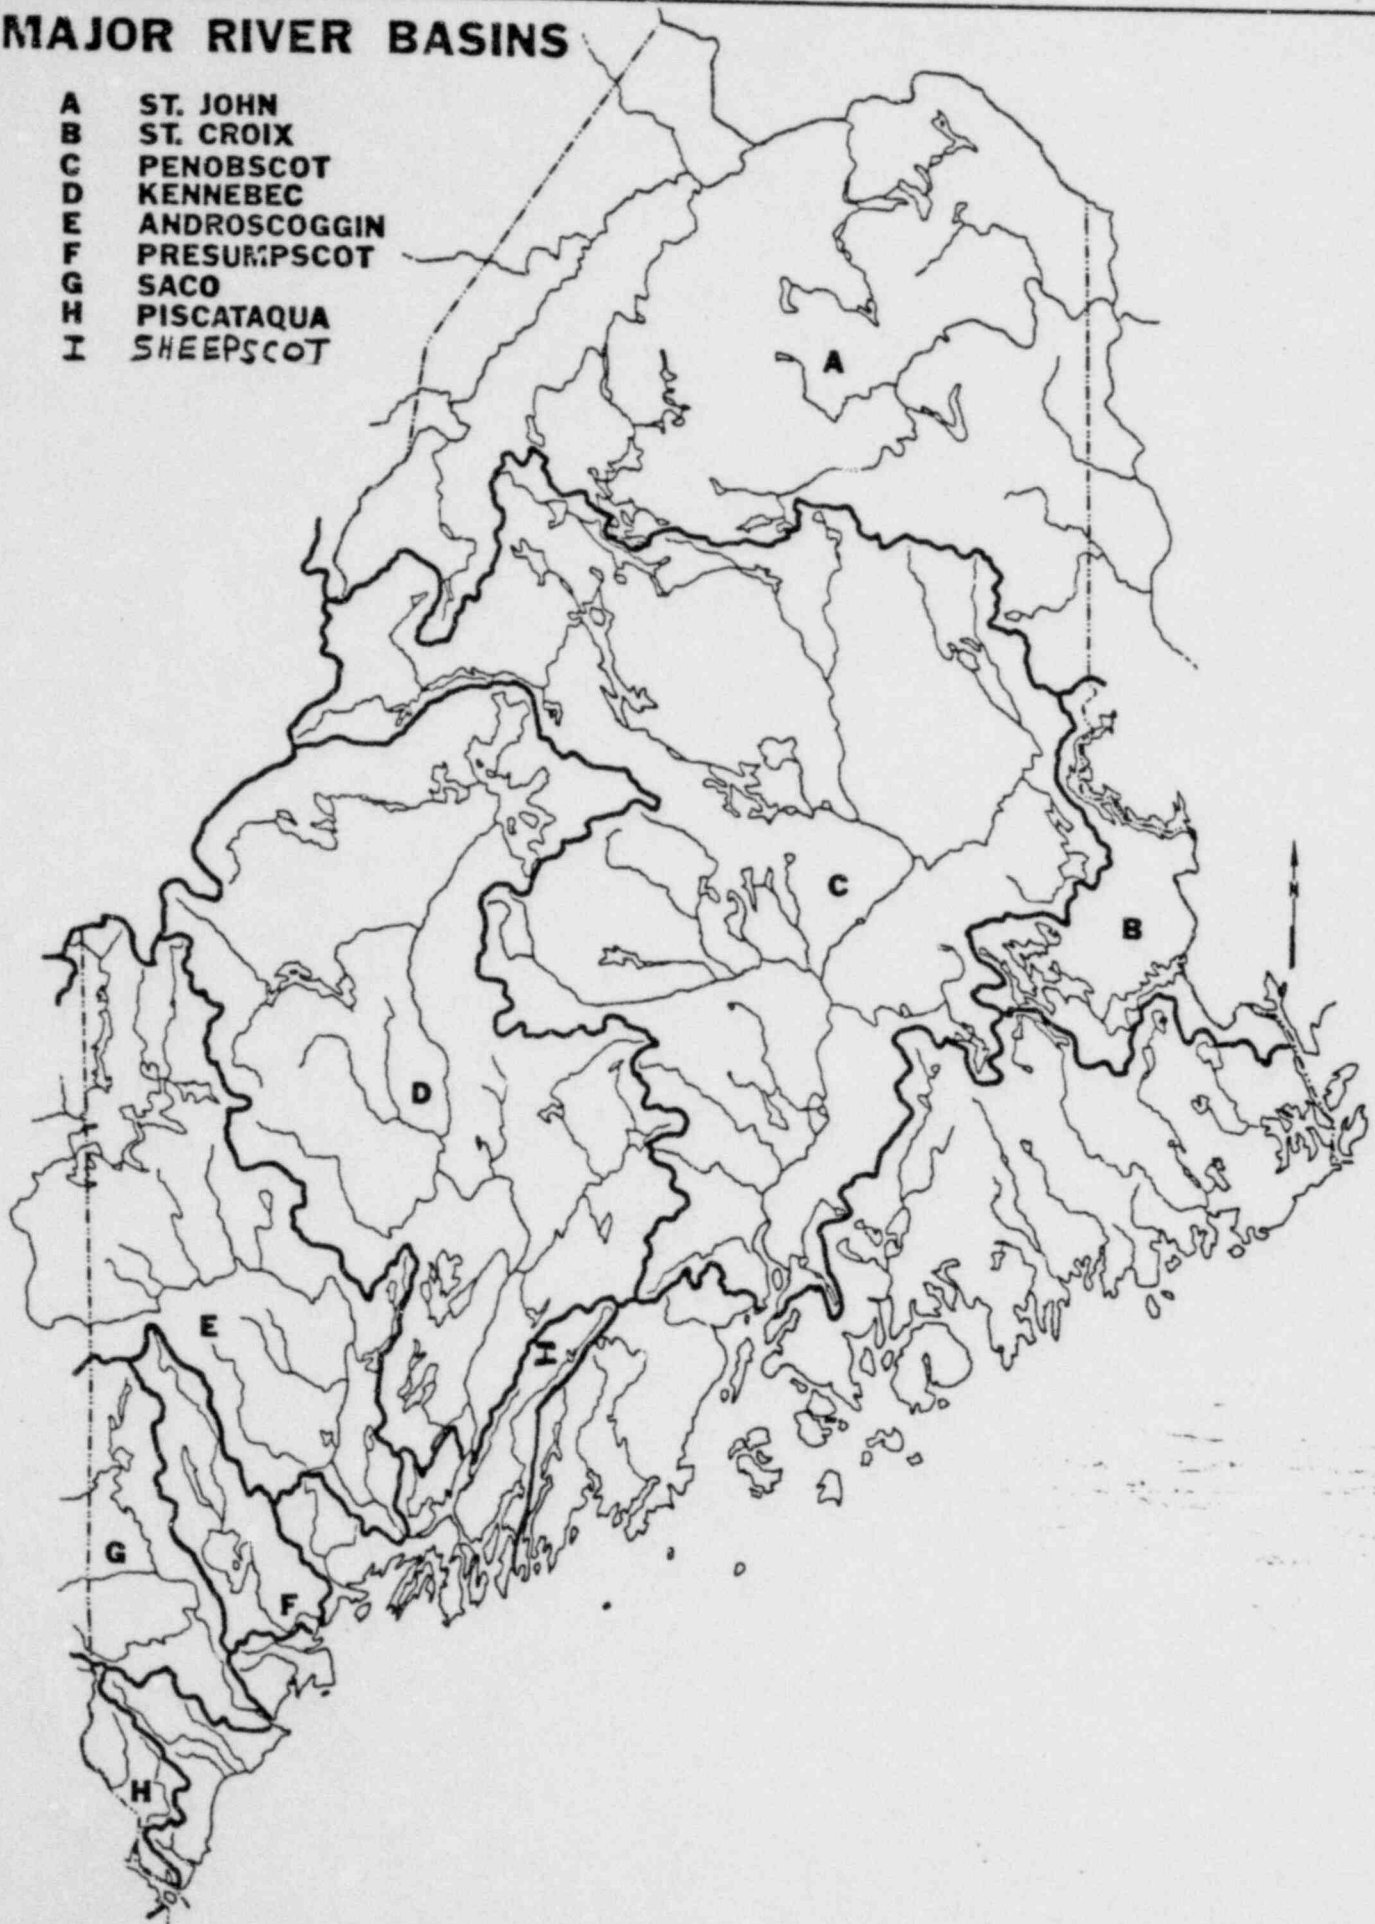 MAJOR RIVER BASINS
A ST. JOHN
B ST. CROIX
C PENOBSCOT
D KENNEBEC
E ANDROSCOGGIN
F PRESUMPSCOT
G SACO
H PISCATAQUA
I SHEEPSCOT
A
N
C
B
D
E
I
G
F
H